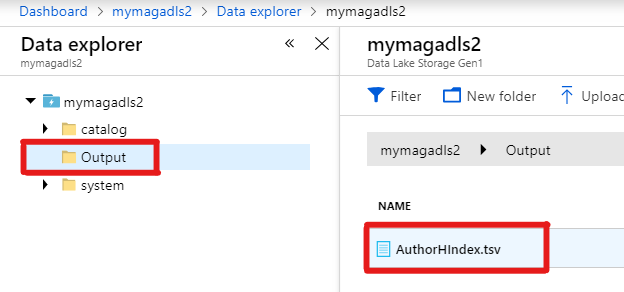 Dashboard > mymagadls2 > Data explorer > mymagadls2
Data explorer
mymagadls2
mymagadls2
catalog
Output
system
mymagadls2
Data Lake Storage Gen1
Filter
New folder
Upload
mymagadls2 Output
NAME
AuthorHIndex.tsv